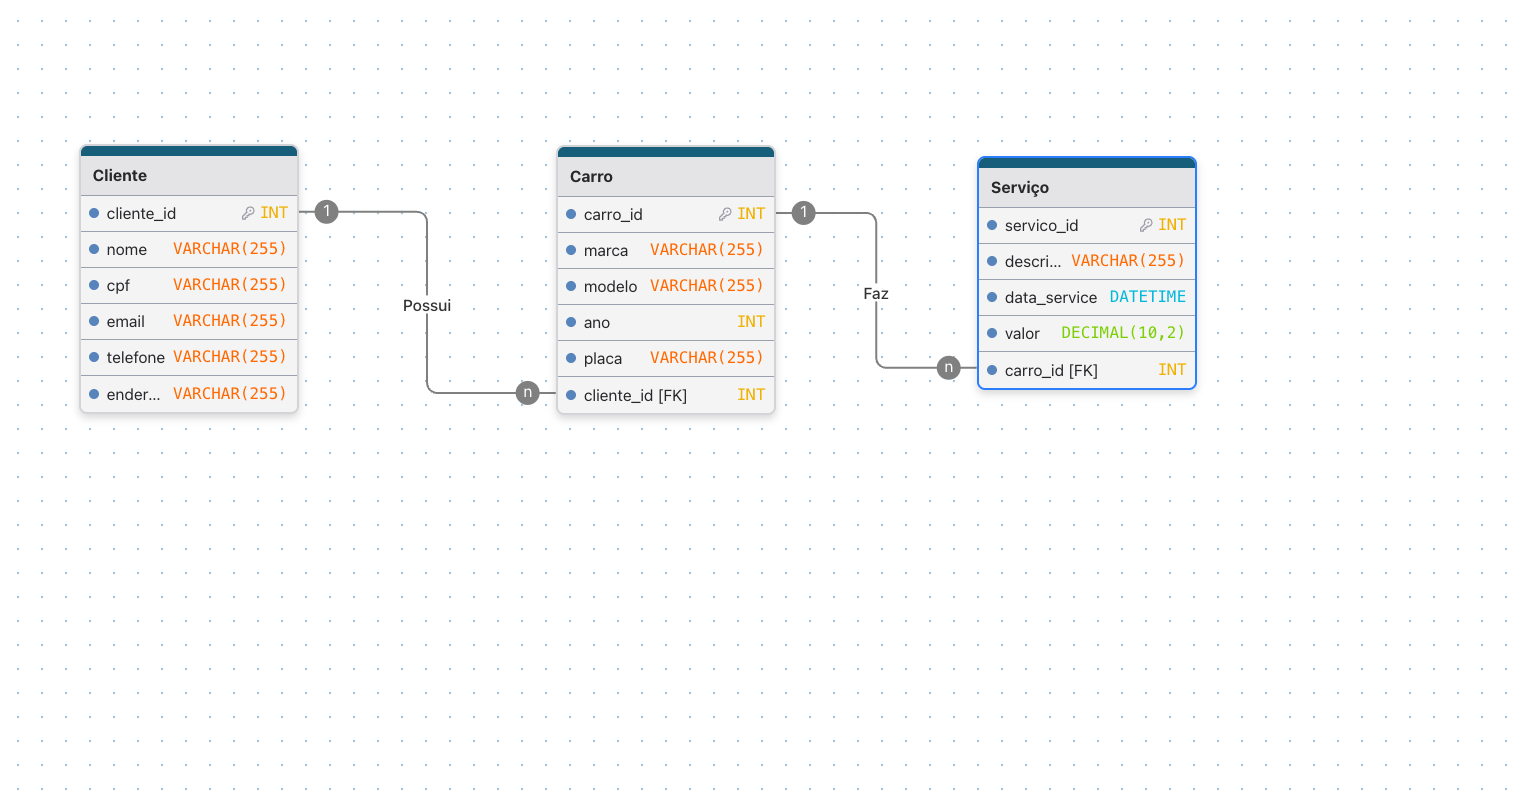 Cliente
cliente_id INT
nome VARCHAR(255)
cpf VARCHAR(255)
email VARCHAR(255)
telefone VARCHAR(255)
ender... VARCHAR(255)
1
Possui
n
Carro
carro_id INT
marca VARCHAR(255)
modelo VARCHAR(255)
ano INT
placa VARCHAR(255)
cliente_id [FK] INT
1
Faz
n
Serviço
servico_id INT
descri... VARCHAR(255)
data_service DATETIME
valor DECIMAL(10,2)
carro_id [FK] INT